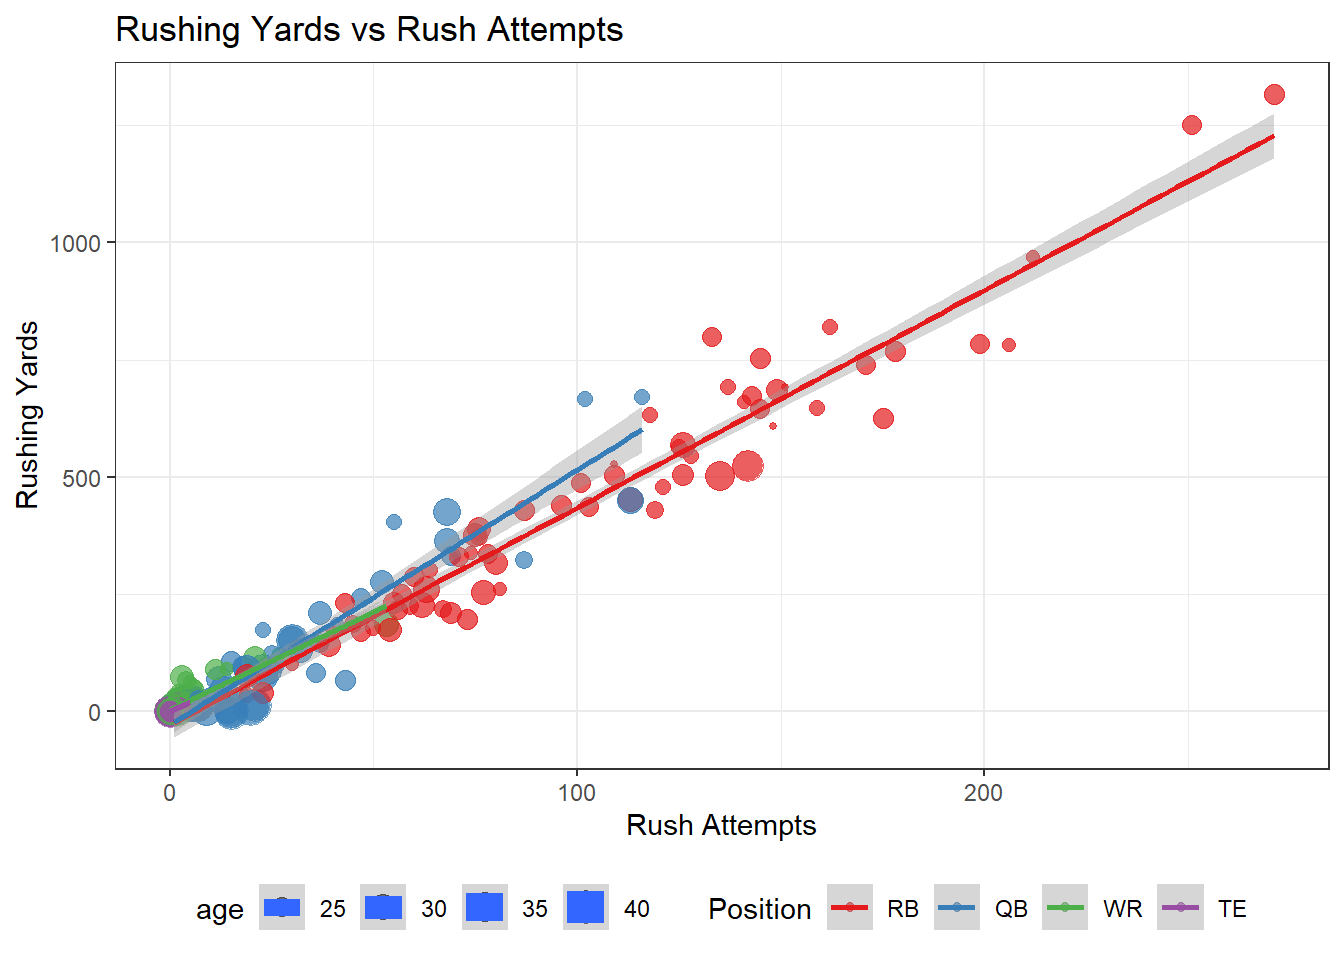 Rushing Yards vs Rush Attempts
Rushing Yards
1000
500
0
0 100 200
Rush Attempts
age 25 30 35 40 Position RB QB WR TE